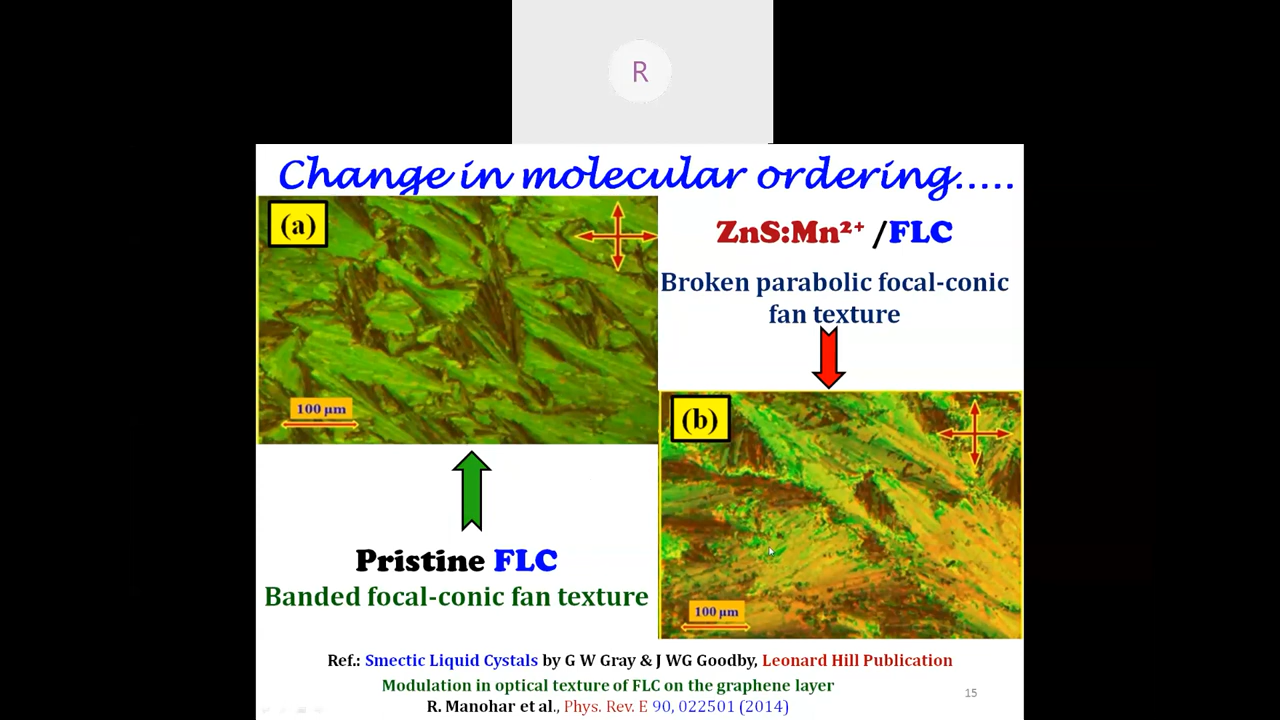 R
Change in molecular ordering.....
(a)
100 µm
ZnS:Mn²⁺ /FLC
Broken parabolic focal-conic
fan texture
(b)
100 µm
Pristine FLC
Banded focal-conic fan texture
Ref.: Smectic Liquid Cystals by G W Gray & J WG Goodby, Leonard Hill Publication
Modulation in optical texture of FLC on the graphene layer
R. Manohar et al., Phys. Rev. E 90, 022501 (2014)
15